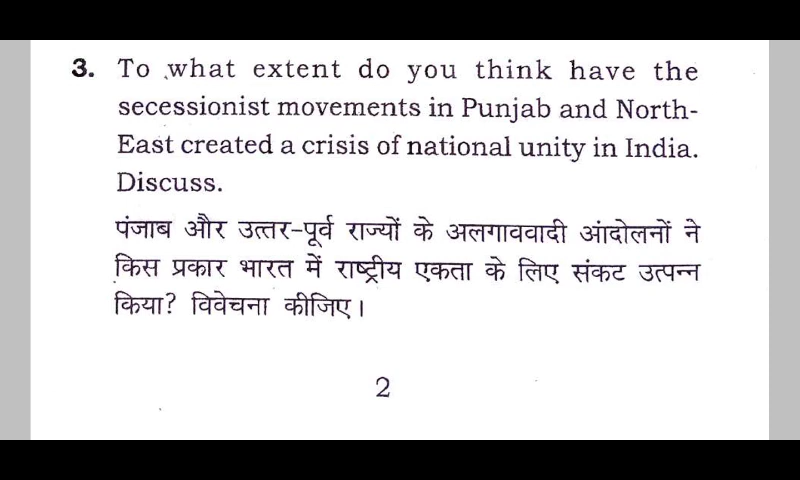 3. To what extent do you think have the
secessionist movements in Punjab and North-
East created a crisis of national unity in India.
Discuss.
पंजाब और उत्तर-पूर्व राज्यों के अलगाववादी आंदोलनों ने
किस प्रकार भारत में राष्ट्रीय एकता के लिए संकट उत्पन्न
किया? विवेचना कीजिए।
2